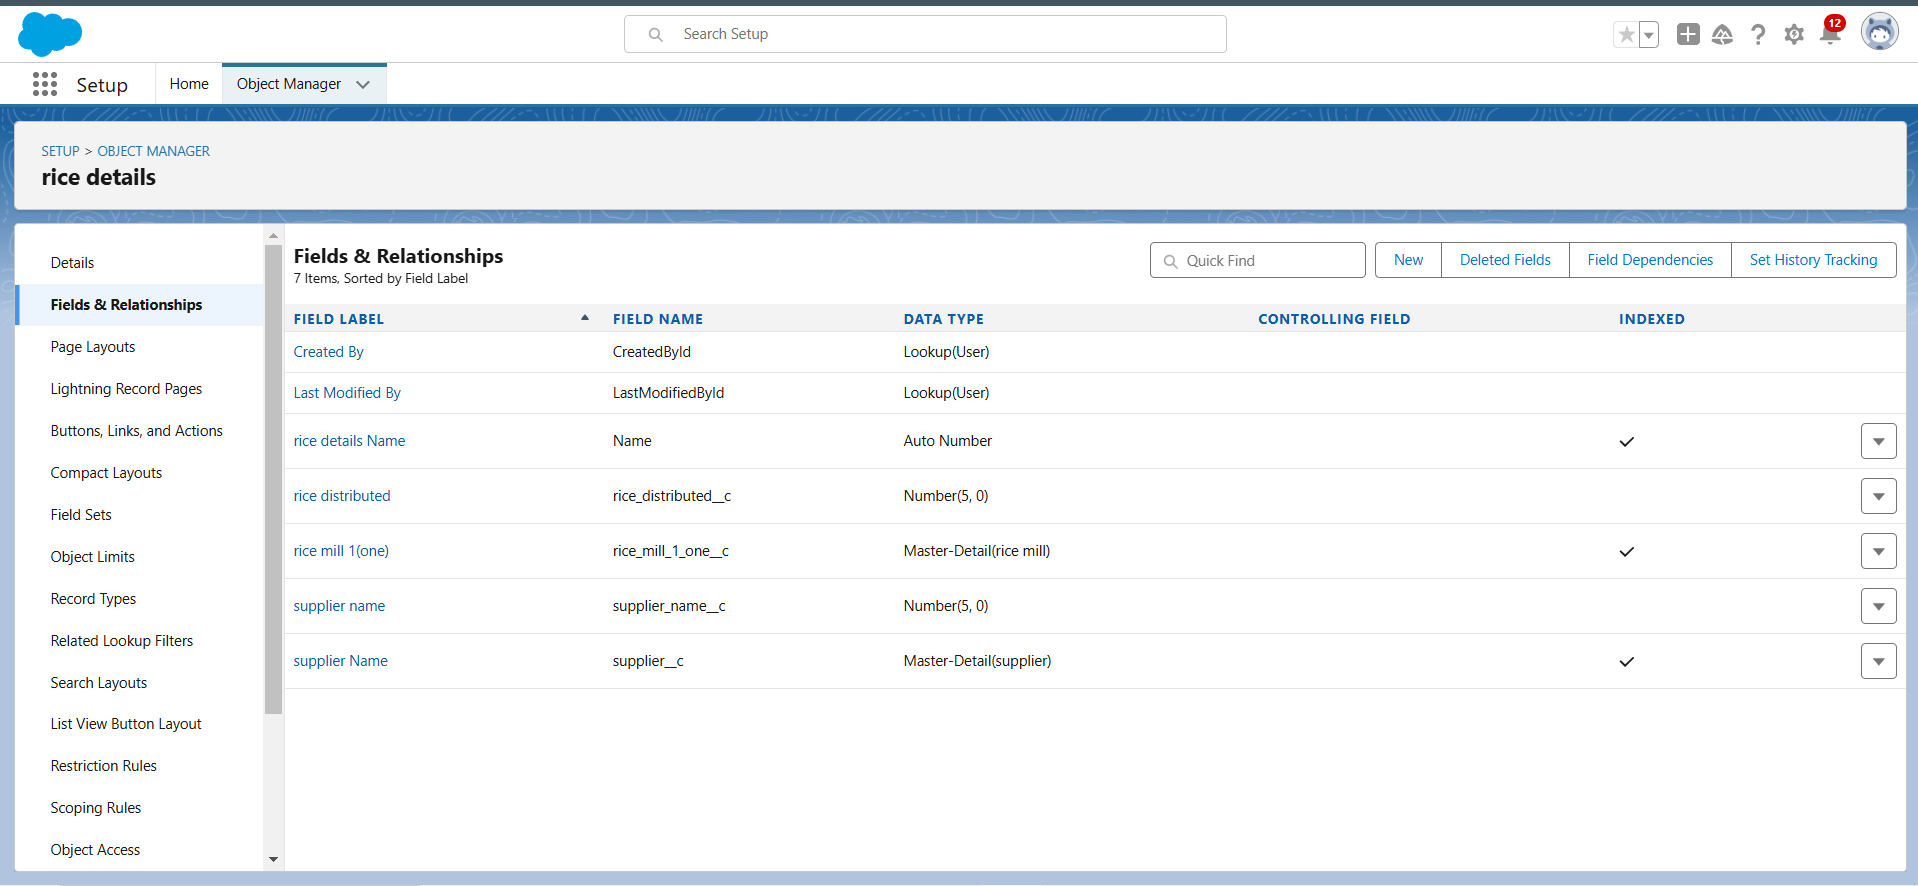 Search Setup
12
Setup
Home
Object Manager
SETUP > OBJECT MANAGER
rice details
Details
Fields & Relationships
Page Layouts
Lightning Record Pages
Buttons, Links, and Actions
Compact Layouts
Field Sets
Object Limits
Record Types
Related Lookup Filters
Search Layouts
List View Button Layout
Restriction Rules
Scoping Rules
Object Access
Fields & Relationships
7 Items, Sorted by Field Label
Quick Find
New
Deleted Fields
Field Dependencies
Set History Tracking
FIELD LABEL FIELD NAME DATA TYPE CONTROLLING FIELD INDEXED
Created By CreatedById Lookup(User)
Last Modified By LastModifiedById Lookup(User)
rice details Name Name Auto Number
rice distributed rice_distributed__c Number(5, 0)
rice mill 1(one) rice_mill_1_one__c Master-Detail(rice mill)
supplier name supplier_name__c Number(5, 0)
supplier Name supplier__c Master-Detail(supplier)